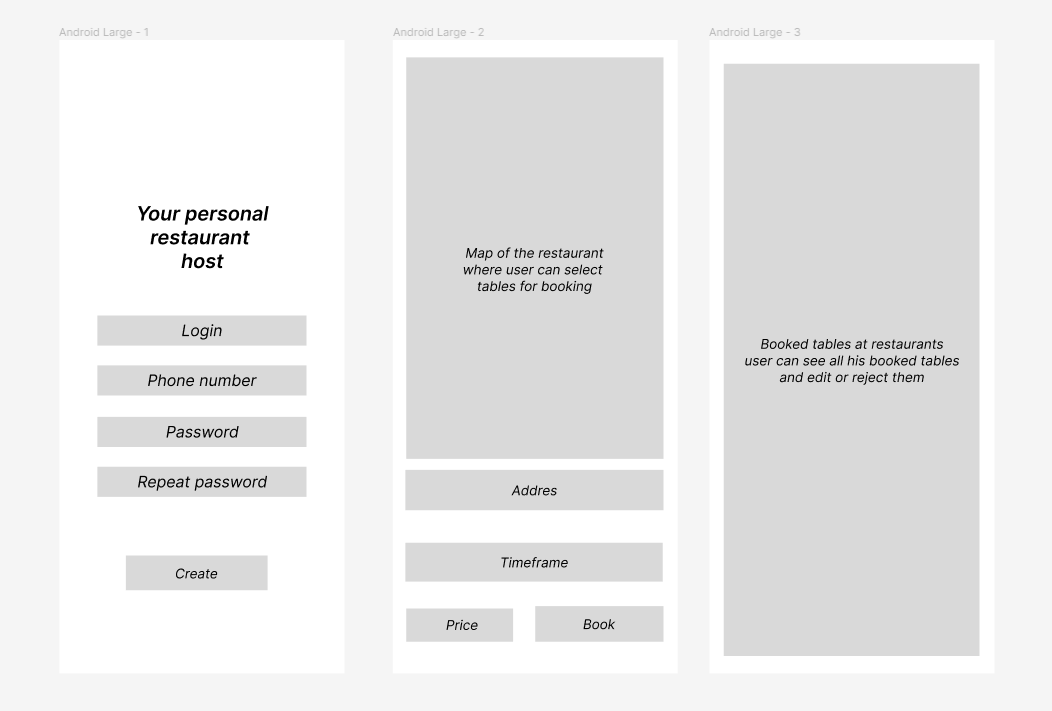 Android Large - 1
Your personal
restaurant
host
Login
Phone number
Password
Repeat password
Create
Android Large - 2
Map of the restaurant
where user can select
tables for booking
Addres
Timeframe
Price
Book
Android Large - 3
Booked tables at restaurants
user can see all his booked tables
and edit or reject them